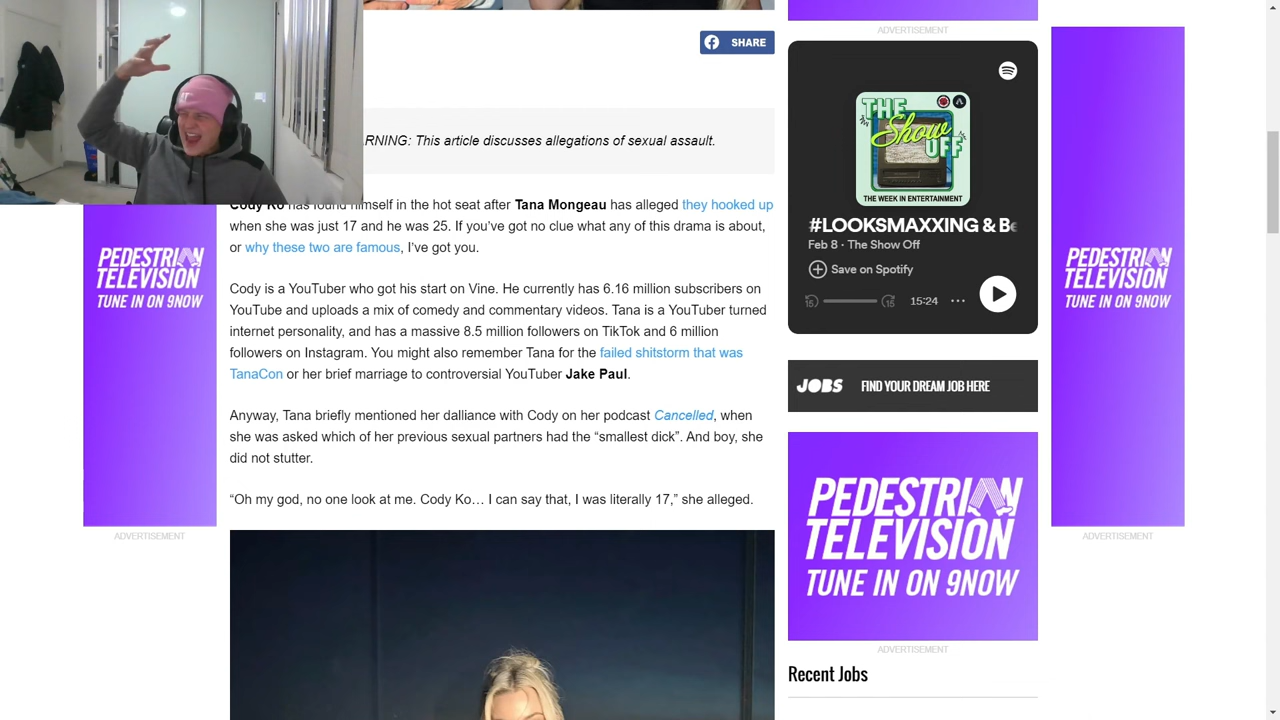 SHARE
RNING: This article discusses allegations of sexual assault.
Cody Ko has found himself in the hot seat after Tana Mongeau has alleged they hooked up
when she was just 17 and he was 25. If you’ve got no clue what any of this drama is about,
or why these two are famous, I’ve got you.
Cody is a YouTuber who got his start on Vine. He currently has 6.16 million subscribers on
YouTube and uploads a mix of comedy and commentary videos. Tana is a YouTuber turned
internet personality, and has a massive 8.5 million followers on TikTok and 6 million
followers on Instagram. You might also remember Tana for the failed shitstorm that was
TanaCon or her brief marriage to controversial YouTuber Jake Paul.
Anyway, Tana briefly mentioned her dalliance with Cody on her podcast Cancelled, when
she was asked which of her previous sexual partners had the “smallest dick”. And boy, she
did not stutter.
“Oh my god, no one look at me. Cody Ko… I can say that, I was literally 17,” she alleged.
PEDESTRIAN
TELEVISION
TUNE IN ON 9NOW
ADVERTISEMENT
ADVERTISEMENT
THE
Show
OFF
THE WEEK IN ENTERTAINMENT
#LOOKSMAXXING & Be
Feb 8 · The Show Off
Save on Spotify
15
15
15:24
JOBS FIND YOUR DREAM JOB HERE
PEDESTRIAN
TELEVISION
TUNE IN ON 9NOW
ADVERTISEMENT
Recent Jobs
PEDESTRIAN
TELEVISION
TUNE IN ON 9NOW
ADVERTISEMENT